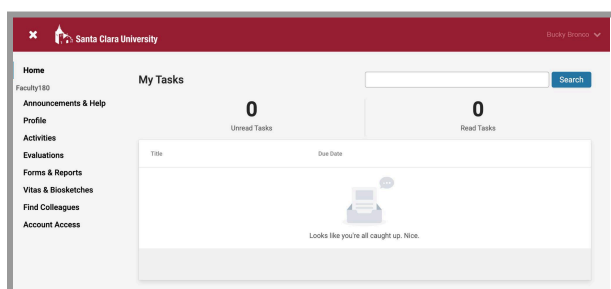 Santa Clara University
Bucky Bronco
Home
Faculty180
Announcements & Help
Profile
Activities
Evaluations
Forms & Reports
Vitas & Biosketches
Find Colleagues
Account Access
My Tasks
Search
0
Unread Tasks
0
Read Tasks
Title Due Date
Looks like you're all caught up. Nice.